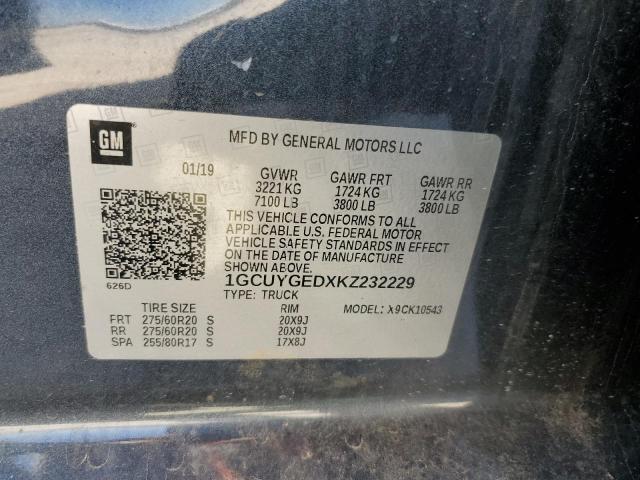 GM
MFD BY GENERAL MOTORS LLC
01/19 GVWR GAWR FRT GAWR RR
3221 KG 1724 KG 1724 KG
7100 LB 3800 LB 3800 LB
THIS VEHICLE CONFORMS TO ALL
APPLICABLE U.S. FEDERAL MOTOR
VEHICLE SAFETY STANDARDS IN EFFECT
ON THE DATE OF MANUFACTURE
SHOWN ABOVE.
1GCUYGEDXKZ232229
626D
TYPE: TRUCK MODEL: X9CK10543
TIRE SIZE RIM
FRT 275/60R20 S 20X9J
RR 275/60R20 S 20X9J
SPA 255/80R17 S 17X8J